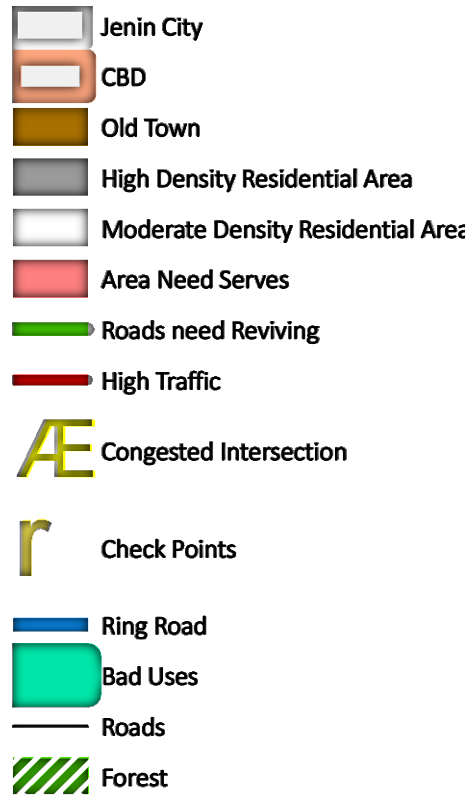 Jenin City
CBD
Old Town
High Density Residential Area
Moderate Density Residential Area
Area Need Serves
Roads need Reviving
High Traffic
Æ Congested Intersection
r Check Points
Ring Road
Bad Uses
Roads
Forest